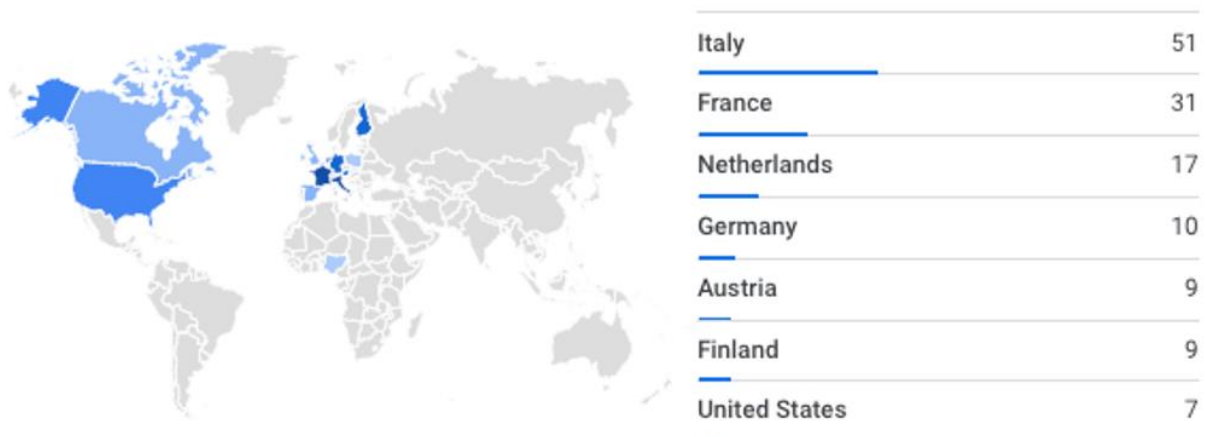 Italy 51
France 31
Netherlands 17
Germany 10
Austria 9
Finland 9
United States 7